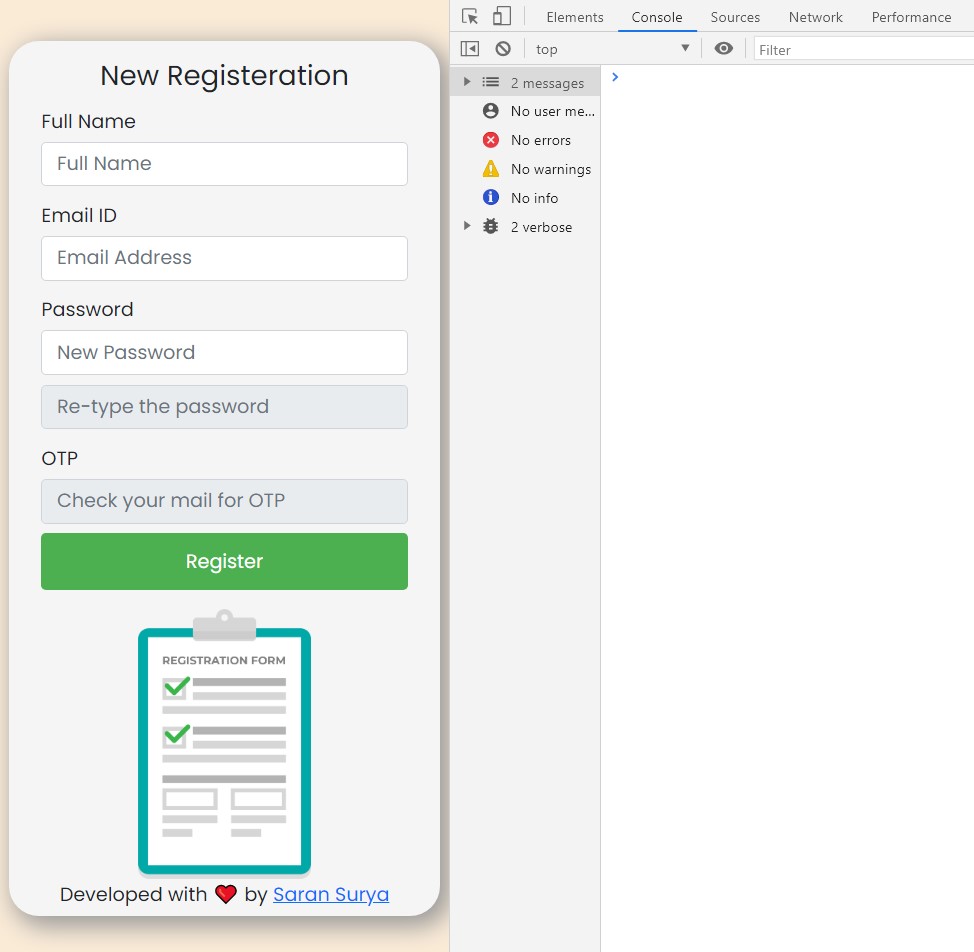 New Registeration
Full Name
Full Name
Email ID
Email Address
Password
New Password
Re-type the password
OTP
Check your mail for OTP
Register
REGISTRATION FORM
Developed with ❤ by Saran Surya
Elements Console Sources Network Performance
top Filter
2 messages
No user me...
No errors
No warnings
No info
2 verbose